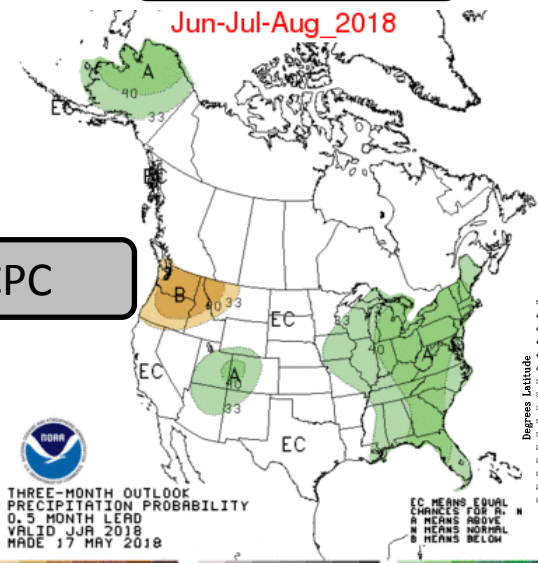 Jun-Jul-Aug_2018
A
40
EC
33
EC
PC
B
40 33
EC
33
40
A
EC
A
40
33
EC
Degrees Latitude
NOAA
THREE-MONTH OUTLOOK
PRECIPITATION PROBABILITY
0.5 MONTH LEAD
VALID JJA 2018
MADE 17 MAY 2018
EC MEANS EQUAL
CHANCES FOR A, N
A MEANS ABOVE
N MEANS NORMAL
B MEANS BELOW